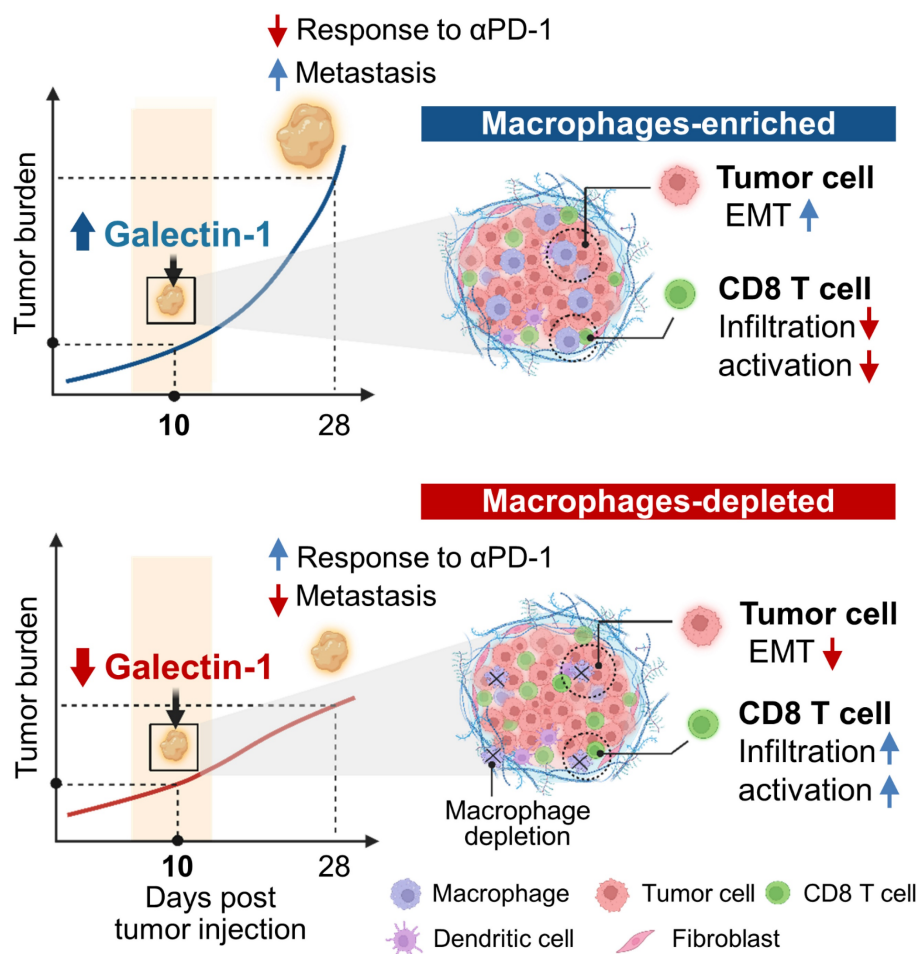 Response to αPD-1
Metastasis
Macrophages-enriched
Tumor burden
Galectin-1
Tumor cell
EMT
CD8 T cell
Infiltration
activation
10
28
Macrophages-depleted
Response to αPD-1
Metastasis
Tumor burden
Galectin-1
Tumor cell
EMT
CD8 T cell
Infiltration
activation
Macrophage
depletion
10
28
Days post
tumor injection
Macrophage
Tumor cell
CD8 T cell
Dendritic cell
Fibroblast